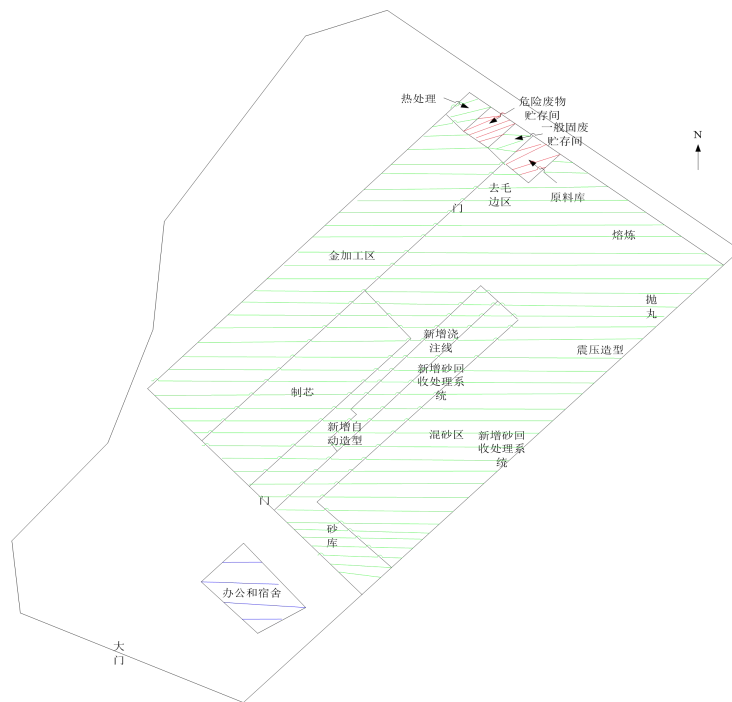 热处理
危险废物
贮存间
一般固废
贮存间
N
去毛
边区
原料库
门
熔炼
金加工区
抛
丸
新增浇
注线
震压造型
新增砂回
收处理系
统
制芯
新增自
动造型
混砂区
新增砂回
收处理系
统
门
砂
库
办公和宿舍
大
门